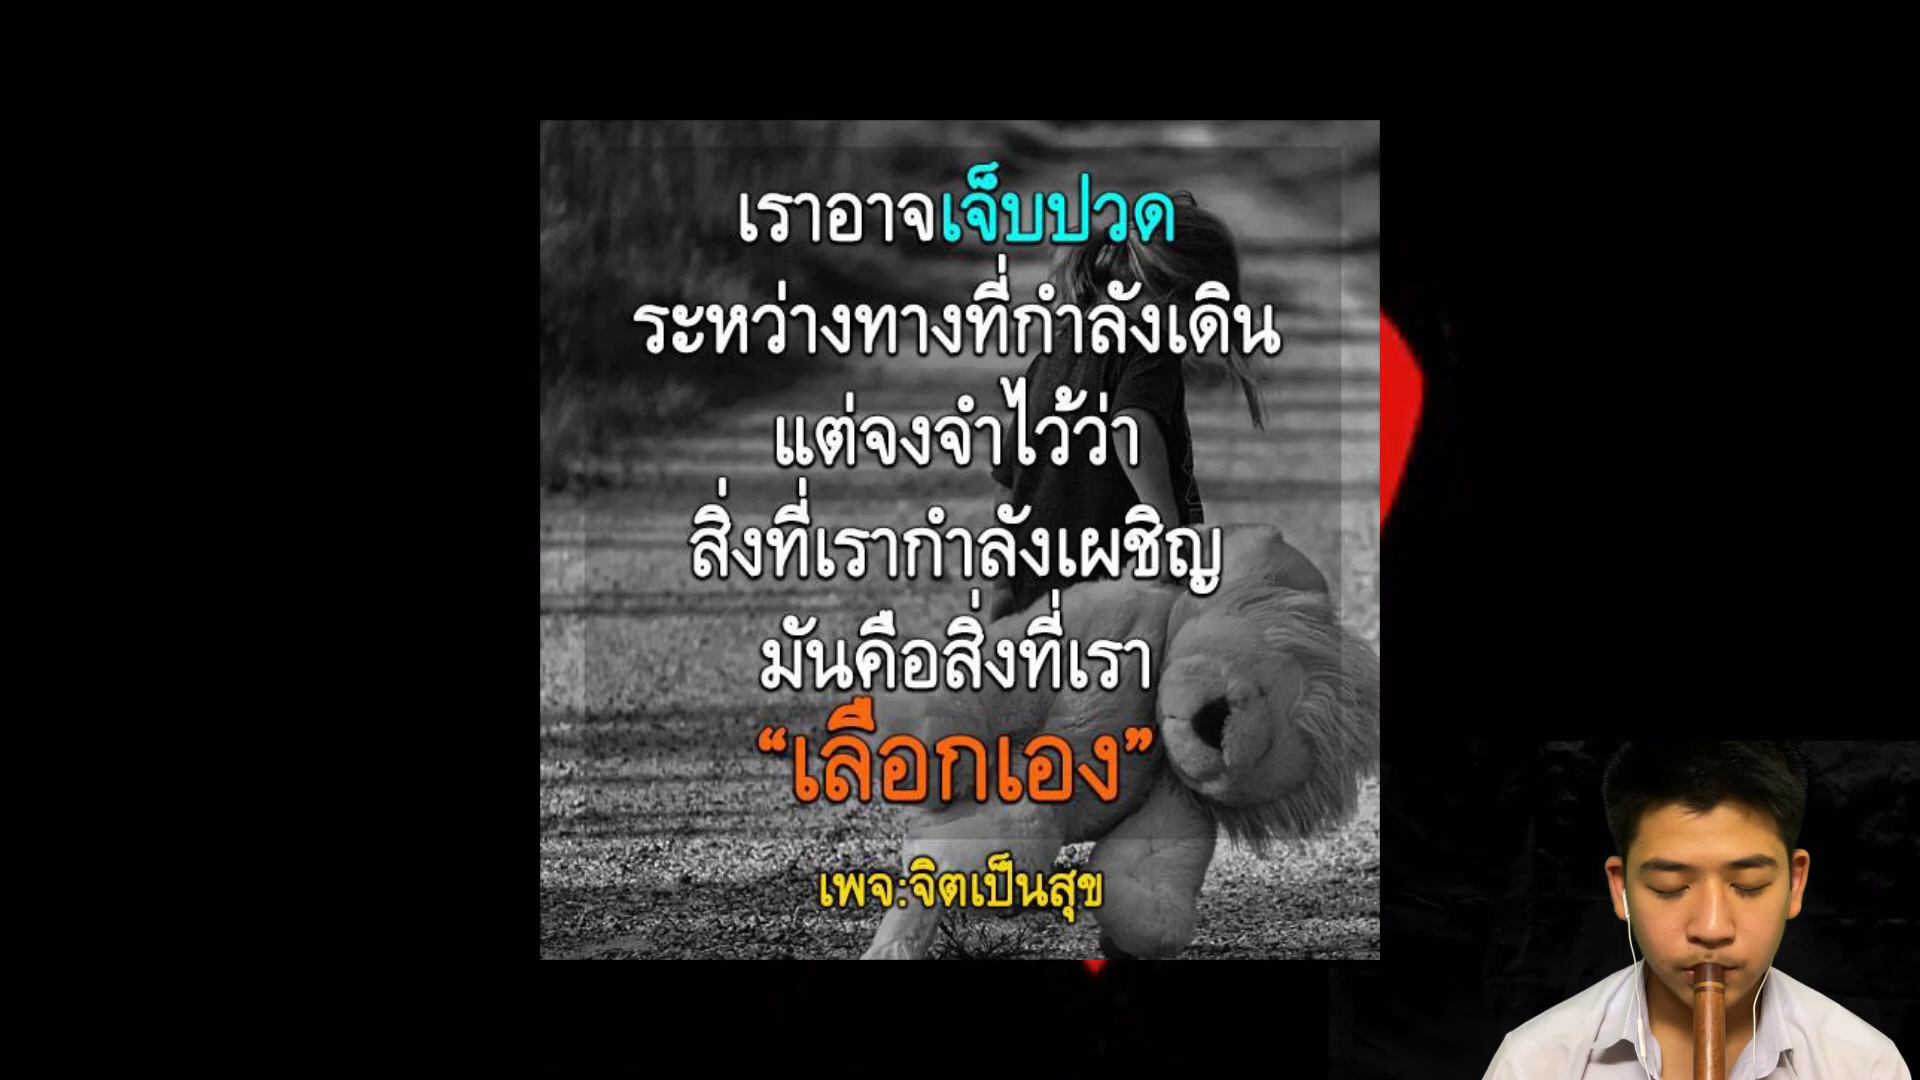 เราอาจเจ็บปวด
ระหว่างทางที่กำลังเดิน
แต่จงจำไว้ว่า
สิ่งที่เรากำลังเผชิญ
มันคือสิ่งที่เรา
“เลือกเอง”
เพจ:จิตเป็นสุข